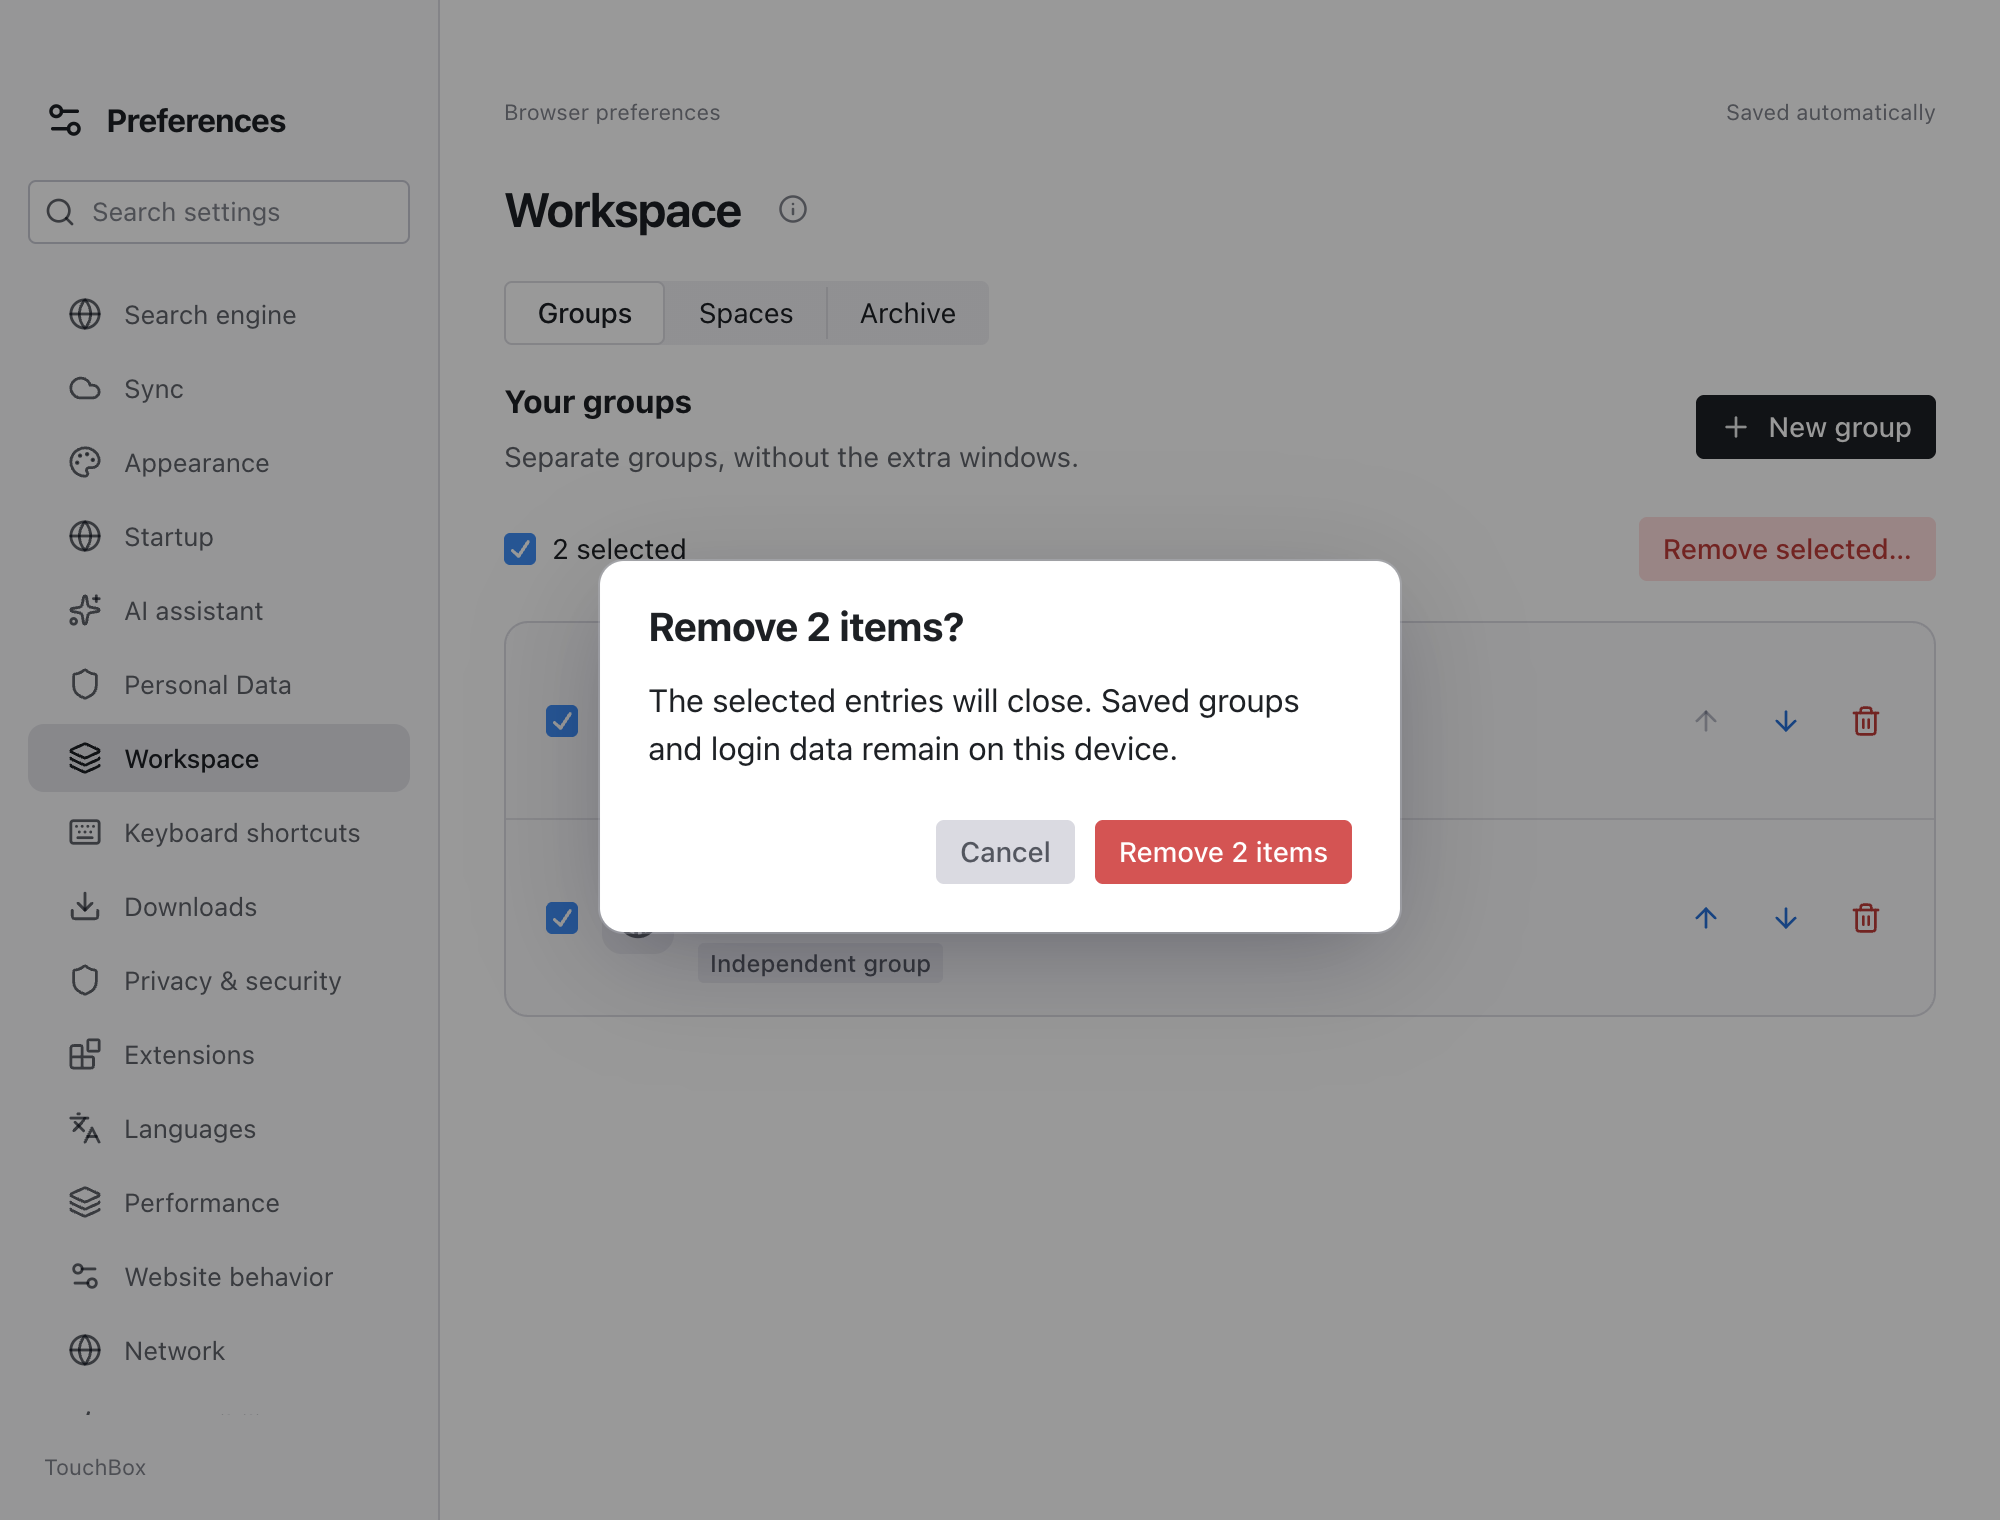 Preferences
Search settings
Search engine
Sync
Appearance
Startup
AI assistant
Personal Data
Workspace
Keyboard shortcuts
Downloads
Privacy & security
Extensions
Languages
Performance
Website behavior
Network
TouchBox
Browser preferences
Saved automatically
Workspace
Groups
Spaces
Archive
Your groups
Separate groups, without the extra windows.
New group
2 selected
Remove selected...
Remove 2 items?
The selected entries will close. Saved groups
and login data remain on this device.
Cancel
Remove 2 items
Independent group